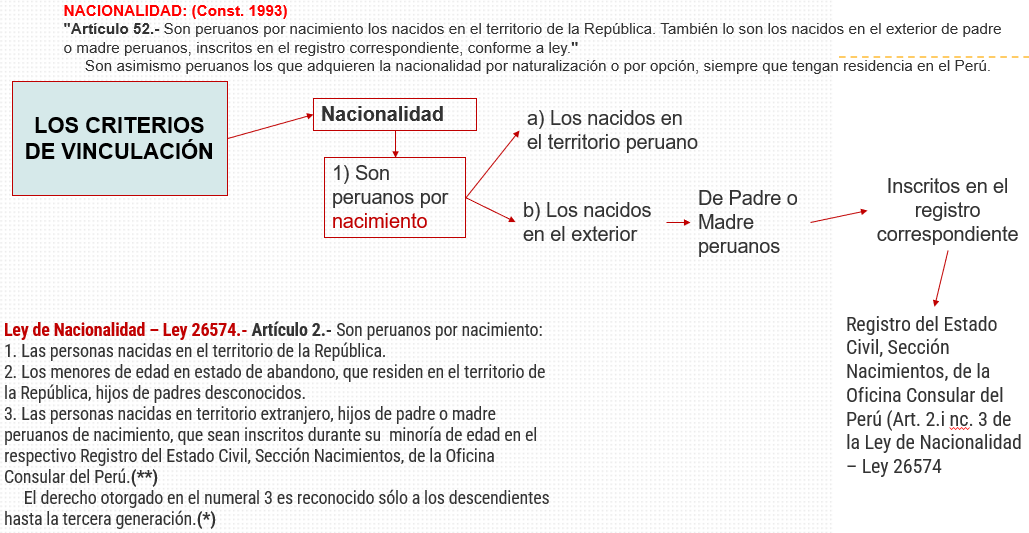 NACIONALIDAD: (Const. 1993)
"Artículo 52.- Son peruanos por nacimiento los nacidos en el territorio de la República. También lo son los nacidos en el exterior de padre
o madre peruanos, inscritos en el registro correspondiente, conforme a ley."
Son asimismo peruanos los que adquieren la nacionalidad por naturalización o por opción, siempre que tengan residencia en el Perú.
LOS CRITERIOS
DE VINCULACIÓN
Nacionalidad
1) Son
peruanos por
nacimiento
a) Los nacidos en
el territorio peruano
b) Los nacidos
en el exterior
De Padre o
Madre
peruanos
Inscritos en el
registro
correspondiente
Registro del Estado
Civil, Sección
Nacimientos, de la
Oficina Consular del
Perú (Art. 2.i nc. 3 de
la Ley de Nacionalidad
– Ley 26574
Ley de Nacionalidad – Ley 26574.- Artículo 2.- Son peruanos por nacimiento:
1. Las personas nacidas en el territorio de la República.
2. Los menores de edad en estado de abandono, que residen en el territorio de
la República, hijos de padres desconocidos.
3. Las personas nacidas en territorio extranjero, hijos de padre o madre
peruanos de nacimiento, que sean inscritos durante su minoría de edad en el
respectivo Registro del Estado Civil, Sección Nacimientos, de la Oficina
Consular del Perú.(**)
El derecho otorgado en el numeral 3 es reconocido sólo a los descendientes
hasta la tercera generación.(*)